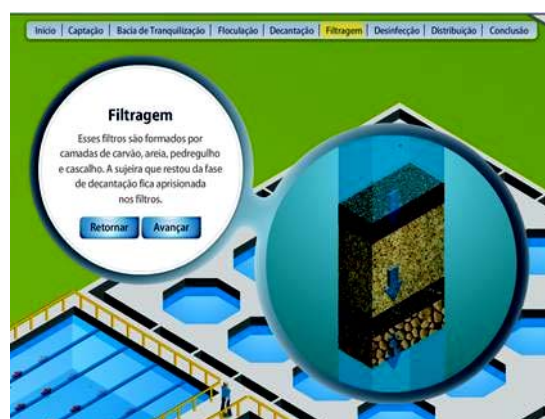 Início | Captação | Bacia de Tranquilização | Floculação | Decantação | Filtragem | Desinfecção | Distribuição | Conclusão
Filtragem
Esses filtros são formados por
camadas de carvão, areia, pedregulho
e cascalho. A sujeira que restou da fase
de decantação fica aprisionada
nos filtros.
Retornar Avançar